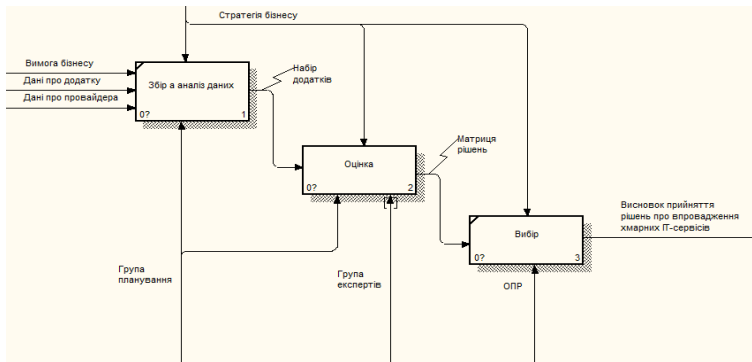 Стратегія бізнесу
Вимога бізнесу
Дані про додатку
Дані про провайдера
Збір а аналіз даних
0?
1
Набір
додатків
Оцінка
0?
2
Матриця
рішень
Вибір
0?
3
Висновок прийняття
рішень про впровадження
хмарних ІТ-сервісів
Група
планування
Група
експертів
ОПР